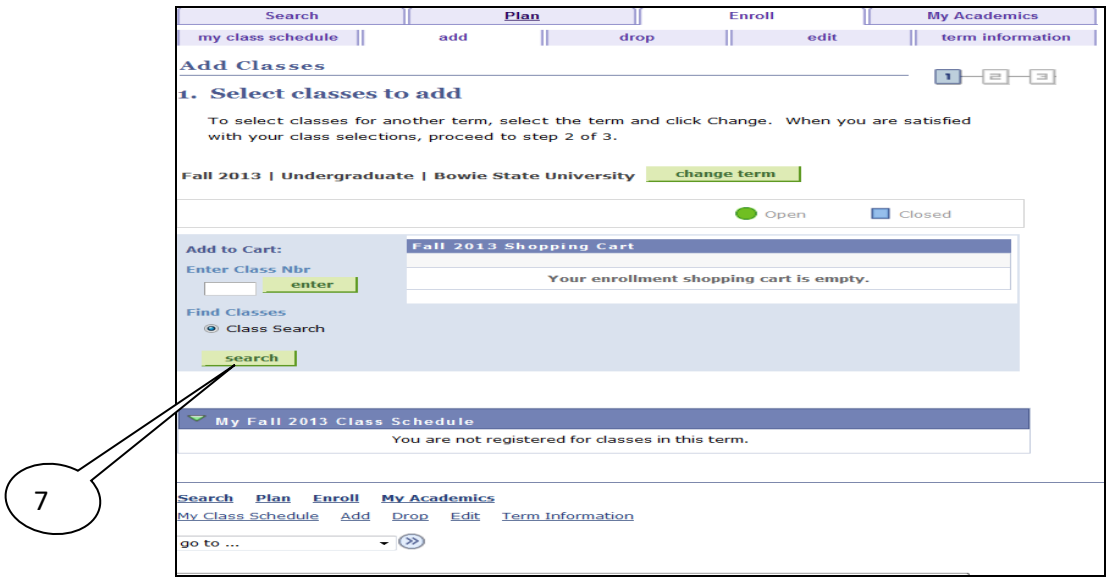 Search Plan Enroll My Academics
my class schedule add drop edit term information
Add Classes
1 2 3
1. Select classes to add
To select classes for another term, select the term and click Change. When you are satisfied
with your class selections, proceed to step 2 of 3.
Fall 2013 | Undergraduate | Bowie State University change term
Open Closed
Add to Cart:
Enter Class Nbr
enter
Find Classes
Class Search
search
Fall 2013 Shopping Cart
Your enrollment shopping cart is empty.
My Fall 2013 Class Schedule
You are not registered for classes in this term.
7
Search Plan Enroll My Academics
My Class Schedule Add Drop Edit Term Information
go to ...